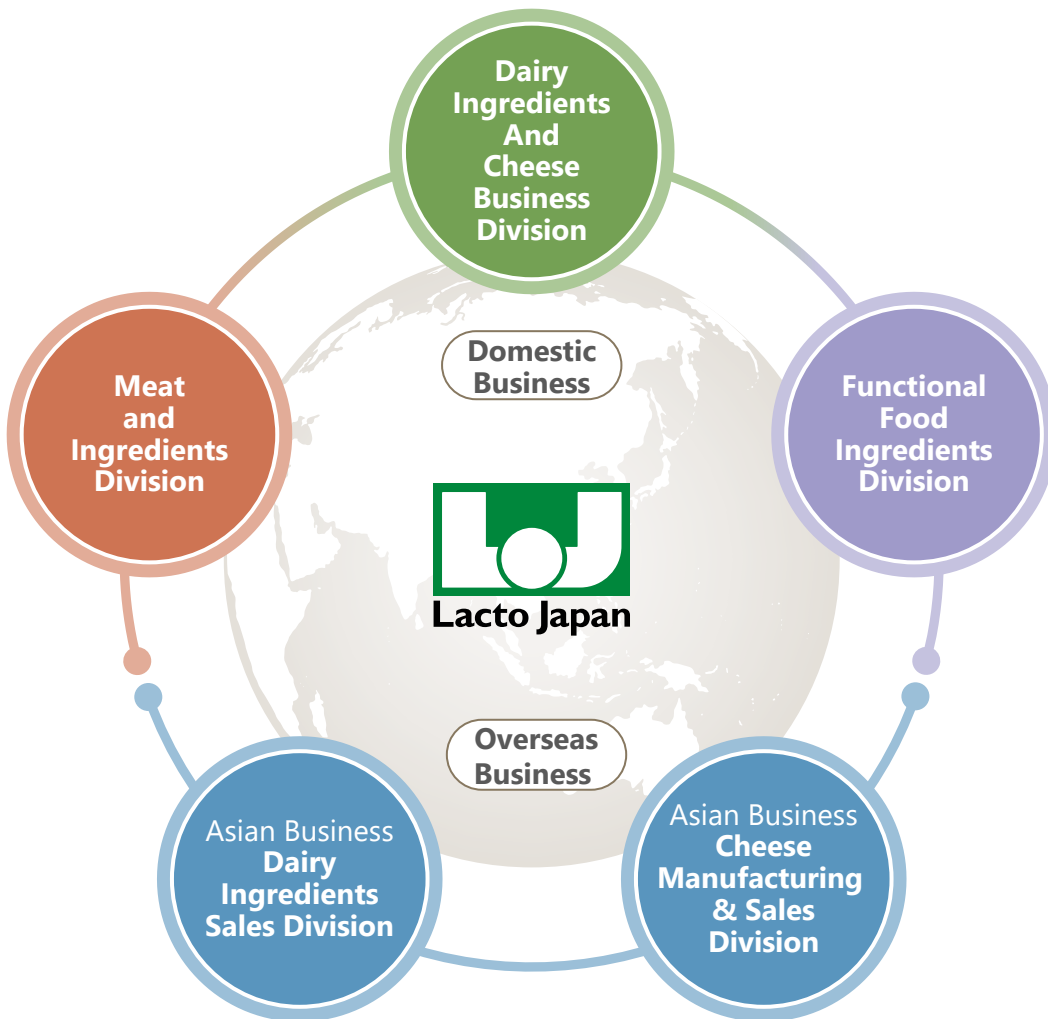 Dairy
Ingredients
And
Cheese
Business
Division
Domestic
Business
Meat
and
Ingredients
Division
Functional
Food
Ingredients
Division
LJ
Lacto Japan
Overseas
Business
Asian Business
Dairy
Ingredients
Sales Division
Asian Business
Cheese
Manufacturing
& Sales
Division